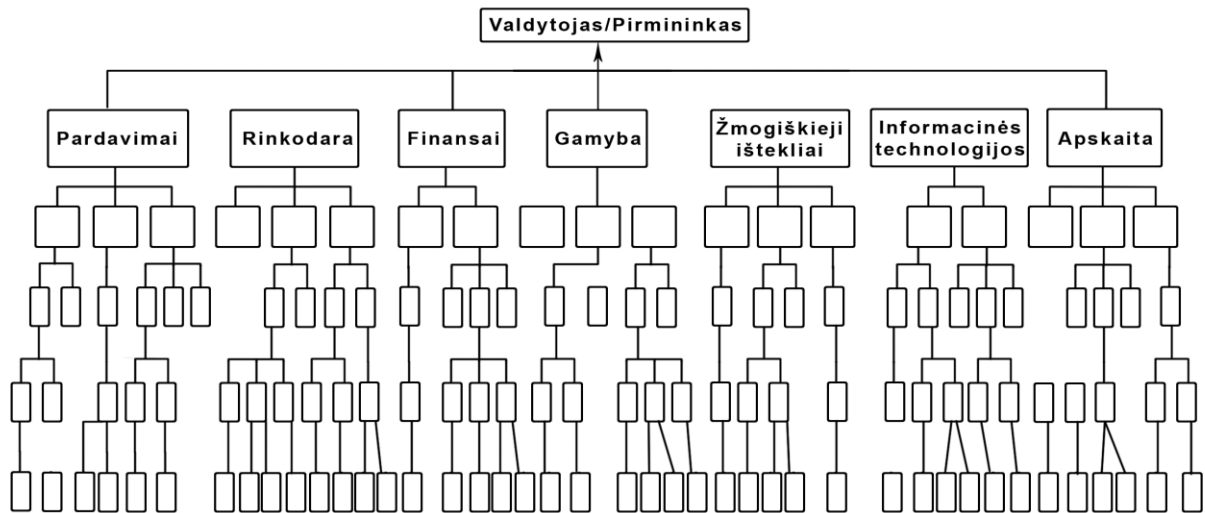 Valdytojas/Pirmininkas
Pardavimai
Rinkodara
Finansai
Gamyba
Žmogiškieji
ištekliai
Informacinės
technologijos
Apskaita